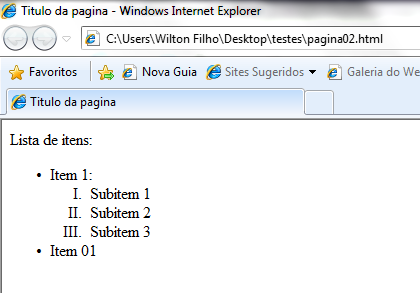 Titulo da pagina - Windows Internet Explorer
C:\Users\Wilton Filho\Desktop\testes\pagina02.html
Favoritos Nova Guia Sites Sugeridos Galeria do We
Titulo da pagina
Lista de itens:
• Item 1:
I. Subitem 1
II. Subitem 2
III. Subitem 3
• Item 01